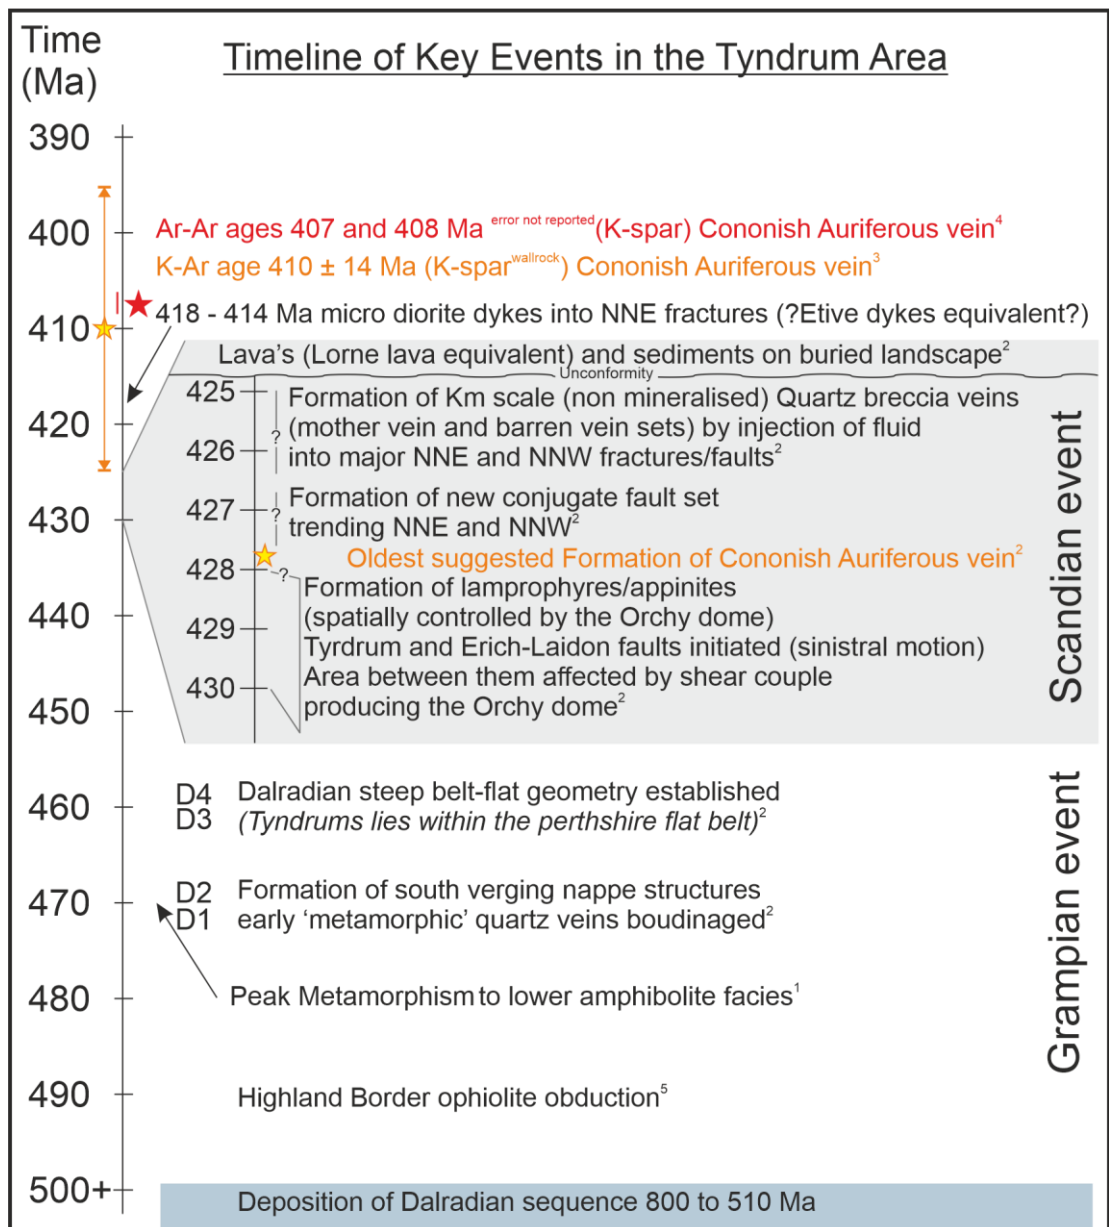 Time
(Ma)
Timeline of Key Events in the Tyndrum Area
390
400
Ar-Ar ages 407 and 408 Ma error not reported (K-spar) Cononish Auriferous vein4
K-Ar age 410 ± 14 Ma (K-spar wallrock) Cononish Auriferous vein3
410
418 - 414 Ma micro diorite dykes into NNE fractures (?Etive dykes equivalent?)
Lava's (Lorne lava equivalent) and sediments on buried landscape2
Unconformity
420
425
Formation of Km scale (non mineralised) Quartz breccia veins
?
(mother vein and barren vein sets) by injection of fluid
426
into major NNE and NNW fractures/faults2
430
427
Formation of new conjugate fault set
?
trending NNE and NNW2
Oldest suggested Formation of Cononish Auriferous vein2
428
?
Formation of lamprophyres/appinites
440
(spatially controlled by the Orchy dome)
429
Tyrdrum and Erich-Laidon faults initiated (sinistral motion)
430
Area between them affected by shear couple
producing the Orchy dome2
450
Scandian event
460
D4
Dalradian steep belt-flat geometry established
D3
(Tyndrums lies within the perthshire flat belt)2
470
D2
Formation of south verging nappe structures
D1
early 'metamorphic' quartz veins boudinaged2
480
Peak Metamorphism to lower amphibolite facies1
Grampian event
490
Highland Border ophiolite obduction5
500+
Deposition of Dalradian sequence 800 to 510 Ma